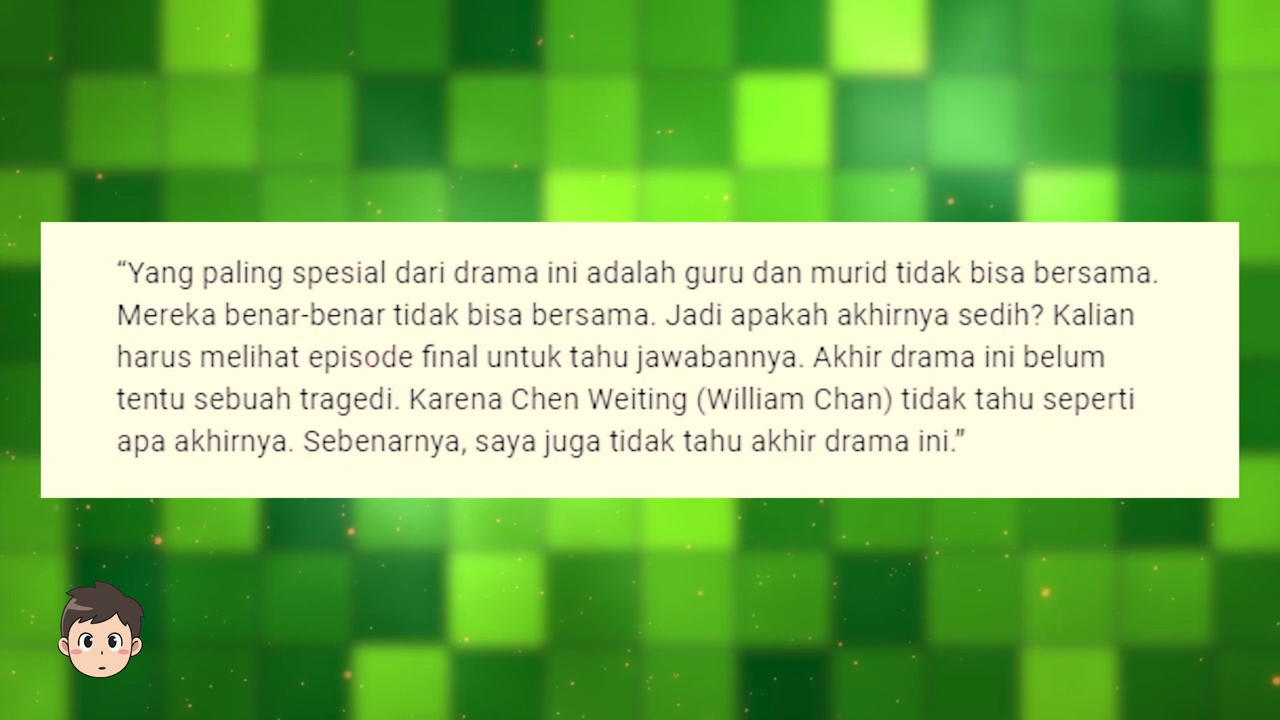 “Yang paling spesial dari drama ini adalah guru dan murid tidak bisa bersama.
Mereka benar-benar tidak bisa bersama. Jadi apakah akhirnya sedih? Kalian
harus melihat episode final untuk tahu jawabannya. Akhir drama ini belum
tentu sebuah tragedi. Karena Chen Weiting (William Chan) tidak tahu seperti
apa akhirnya. Sebenarnya, saya juga tidak tahu akhir drama ini.”